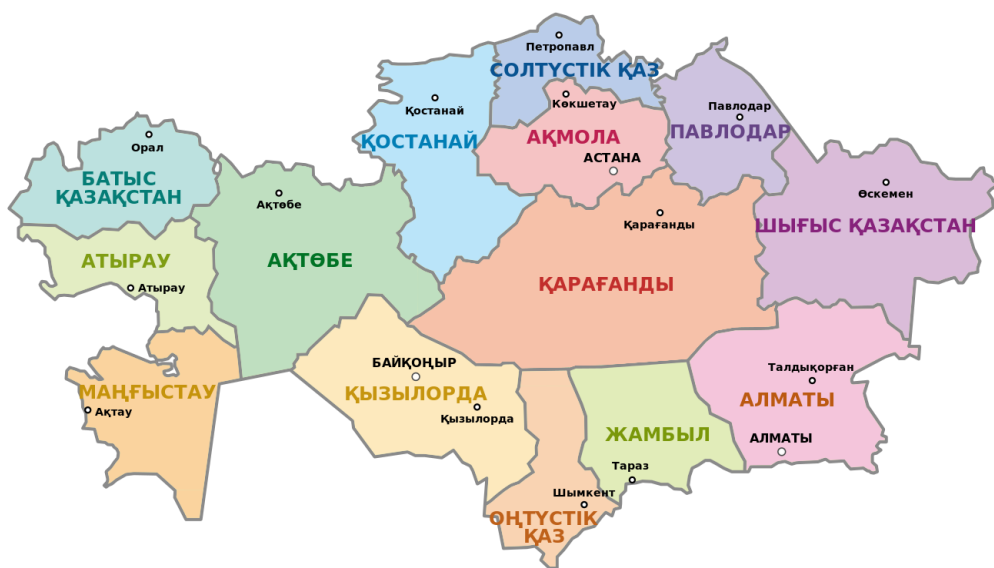 Петропавл
СОЛТҮСТІК ҚАЗ
Қостанай
Көкшетау
Павлодар
ҚОСТАНАЙ
АҚМОЛА
ПАВЛОДАР
Орал
АСТАНА
БАТЫС
ҚАЗАҚСТАН
Ақтөбе
Өскемен
Қарағанды
ШЫҒЫС ҚАЗАҚСТАН
АТЫРАУ
АҚТӨБЕ
Атырау
ҚАРАҒАНДЫ
БАЙҚОҢЫР
Талдықорған
МАҢҒЫСТАУ
ҚЫЗЫЛОРДА
АЛМАТЫ
Ақтау
Қызылорда
ЖАМБЫЛ
АЛМАТЫ
Тараз
Шымкент
ОҢТҮСТІК
ҚАЗ